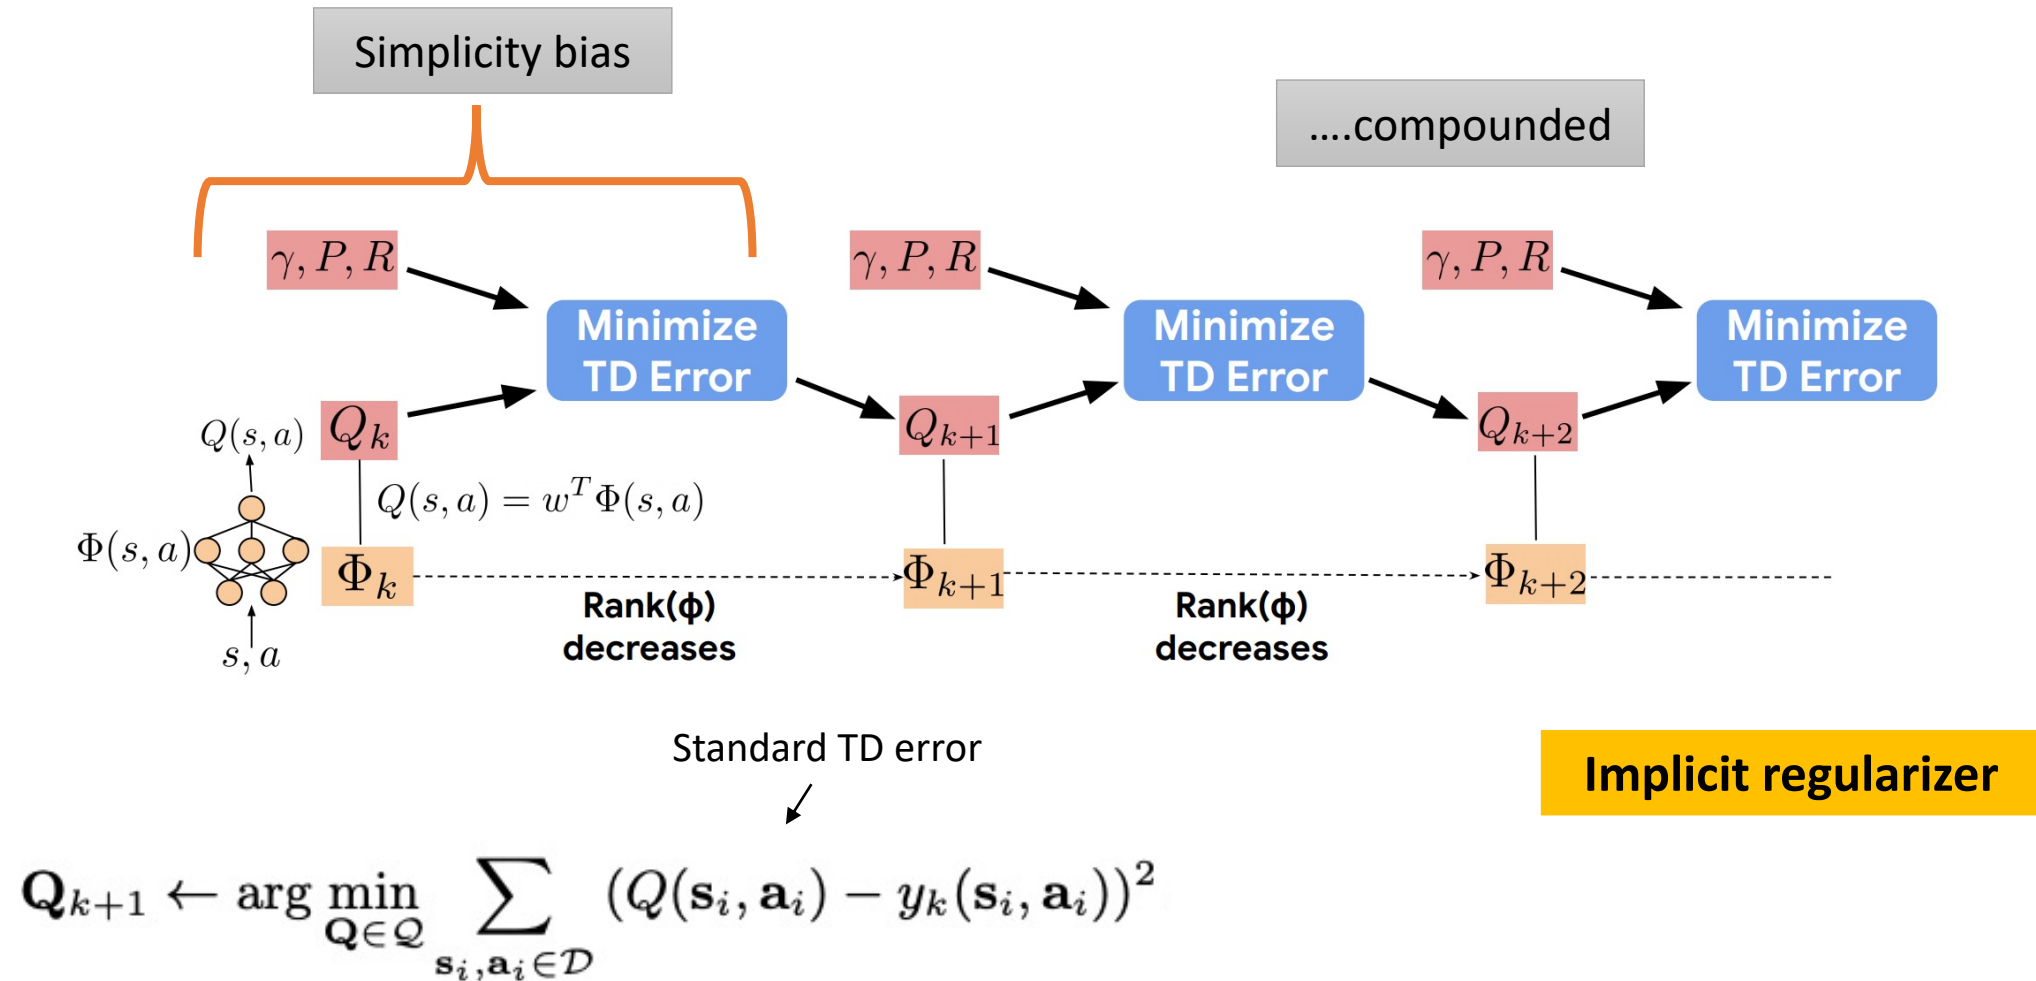 Simplicity bias
....compounded
γ, P, R
γ, P, R
γ, P, R
Minimize
TD Error
Minimize
TD Error
Minimize
TD Error
Q(s, a)
Q_k
Q_{k+1}
Q_{k+2}
Q(s, a) = w^T Φ(s, a)
Φ(s, a)
Φ_k
Φ_{k+1}
Φ_{k+2}
Rank(ϕ)
decreases
Rank(ϕ)
decreases
s, a
Standard TD error
Implicit regularizer
Q_{k+1} ← arg min_{Q∈𝒬} ∑_{s_i,a_i∈𝒟} (Q(s_i, a_i) − y_k(s_i, a_i))^2